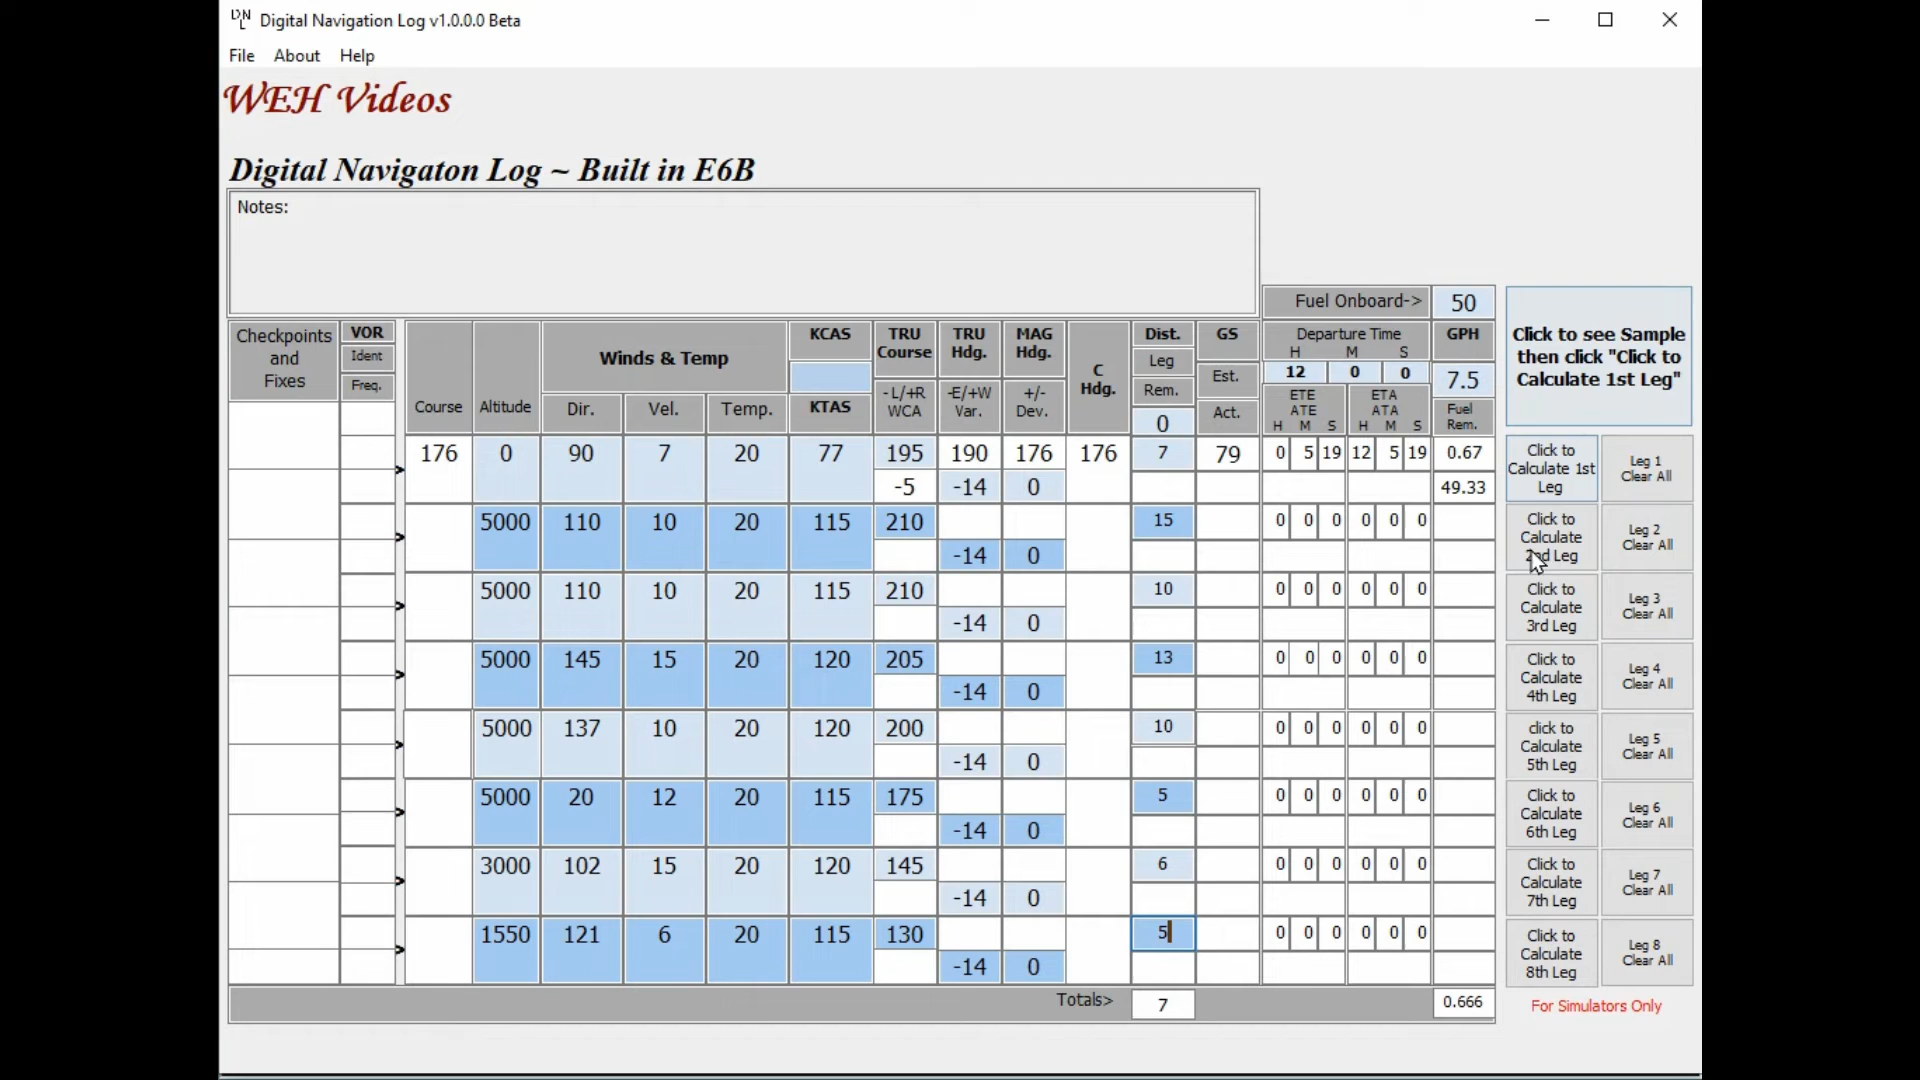 DNL Digital Navigation Log v1.0.0.0 Beta
File About Help
WEH Videos
Digital Navigaton Log ~ Built in E6B
Notes:
Fuel Onboard-> 50
Checkpoints
and
Fixes
VOR
Ident
Freq.
Course
Altitude
Winds & Temp
Dir. Vel. Temp.
KCAS
KTAS
TRU
Course
- L/+R
WCA
TRU
Hdg.
-E/+W
Var.
MAG
Hdg.
+/-
Dev.
C
Hdg.
Dist.
Leg
Rem.
0
GS
Est.
Act.
Departure Time
H M S
12 0 0
ETE
ATE
H M S
ETA
ATA
H M S
GPH
7.5
Fuel
Rem.
Click to see Sample
then click "Click to
Calculate 1st Leg"
> 176 0 90 7 20 77 195 190 176 176 7 79 0 5 19 12 5 19 0.67
-5 -14 0 49.33
Click to
Calculate 1st
Leg
Leg 1
Clear All
> 5000 110 10 20 115 210 15 0 0 0 0 0 0
-14 0
Click to
Calculate
2nd Leg
Leg 2
Clear All
> 5000 110 10 20 115 210 10 0 0 0 0 0 0
-14 0
Click to
Calculate
3rd Leg
Leg 3
Clear All
> 5000 145 15 20 120 205 13 0 0 0 0 0 0
-14 0
Click to
Calculate
4th Leg
Leg 4
Clear All
> 5000 137 10 20 120 200 10 0 0 0 0 0 0
-14 0
click to
Calculate
5th Leg
Leg 5
Clear All
> 5000 20 12 20 115 175 5 0 0 0 0 0 0
-14 0
Click to
Calculate
6th Leg
Leg 6
Clear All
> 3000 102 15 20 120 145 6 0 0 0 0 0 0
-14 0
Click to
Calculate
7th Leg
Leg 7
Clear All
> 1550 121 6 20 115 130 5 0 0 0 0 0 0
-14 0
Click to
Calculate
8th Leg
Leg 8
Clear All
Totals> 7 0.666
For Simulators Only